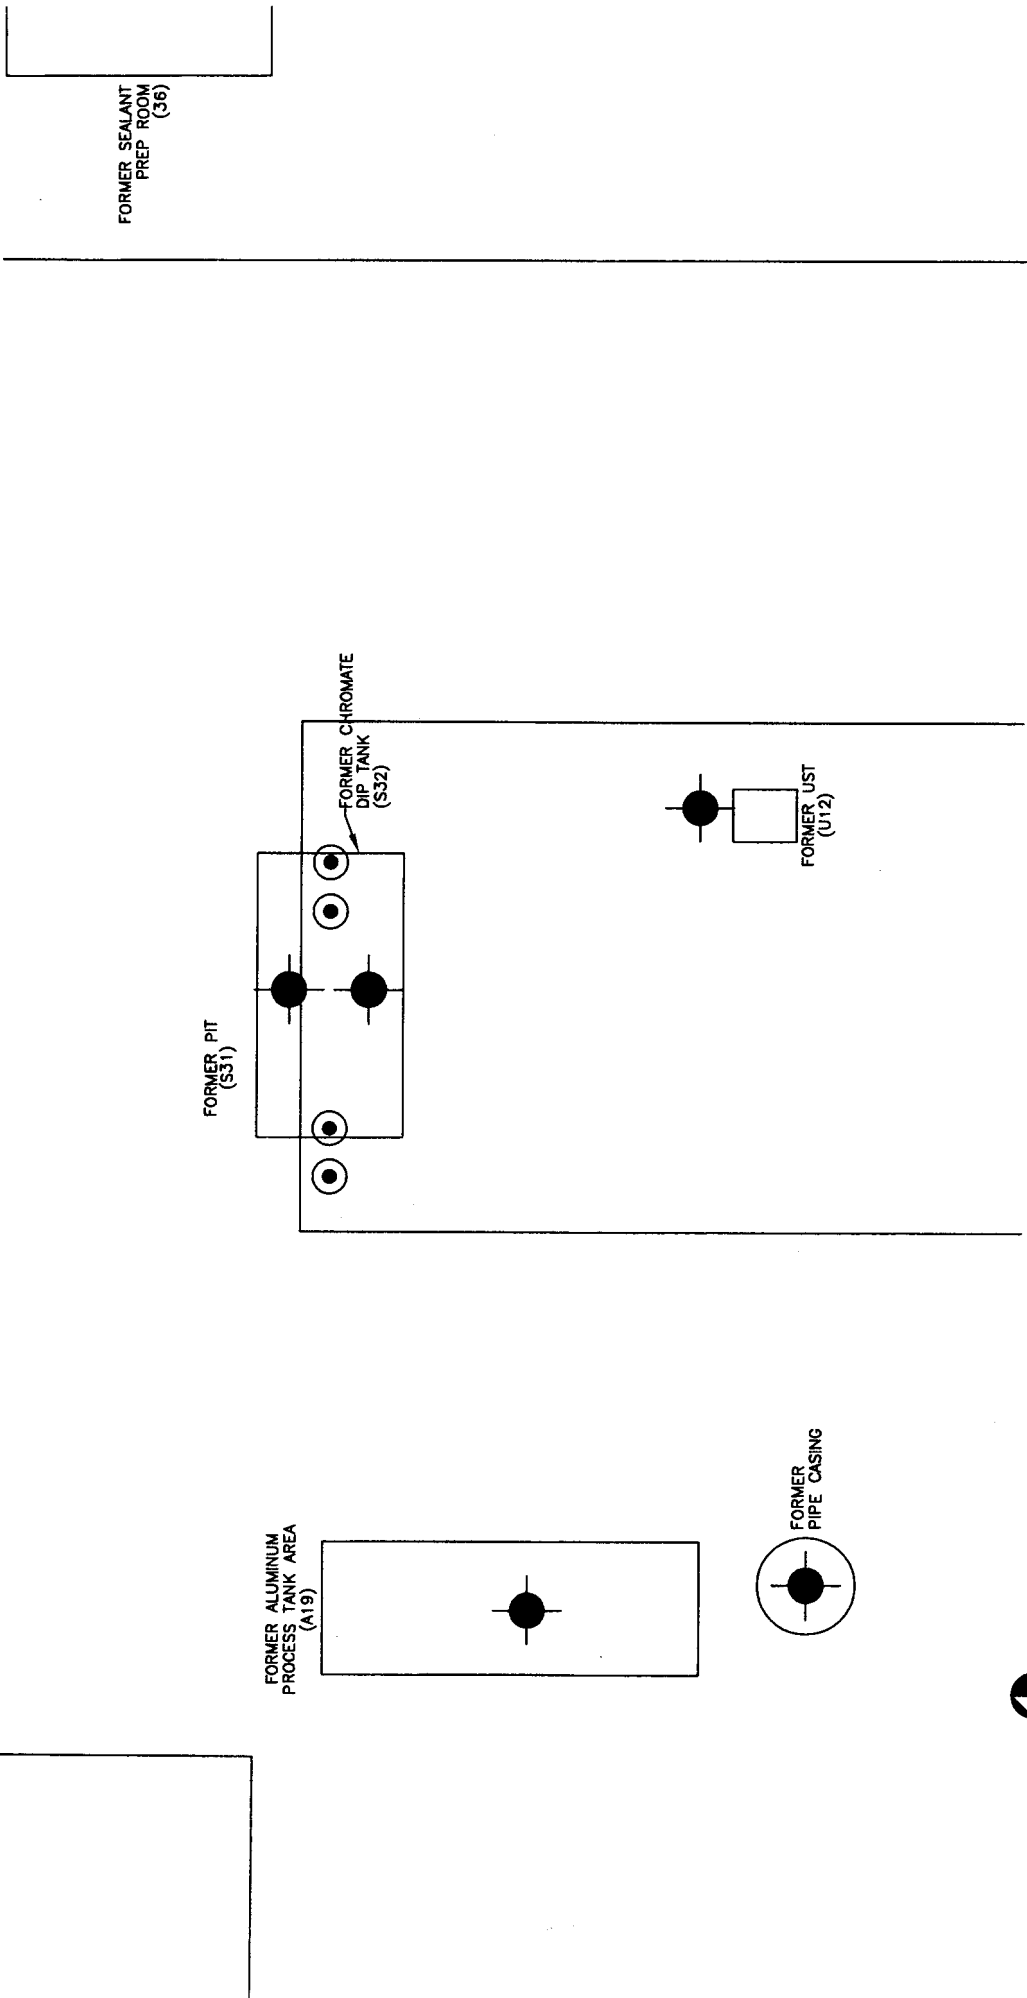 FORMER SEALANT
PREP ROOM
(36)
FORMER CHROMATE
DIP TANK
(S32)
FORMER PIT
(S31)
FORMER UST
(U12)
FORMER ALUMINUM
PROCESS TANK AREA
(A19)
FORMER
PIPE CASING